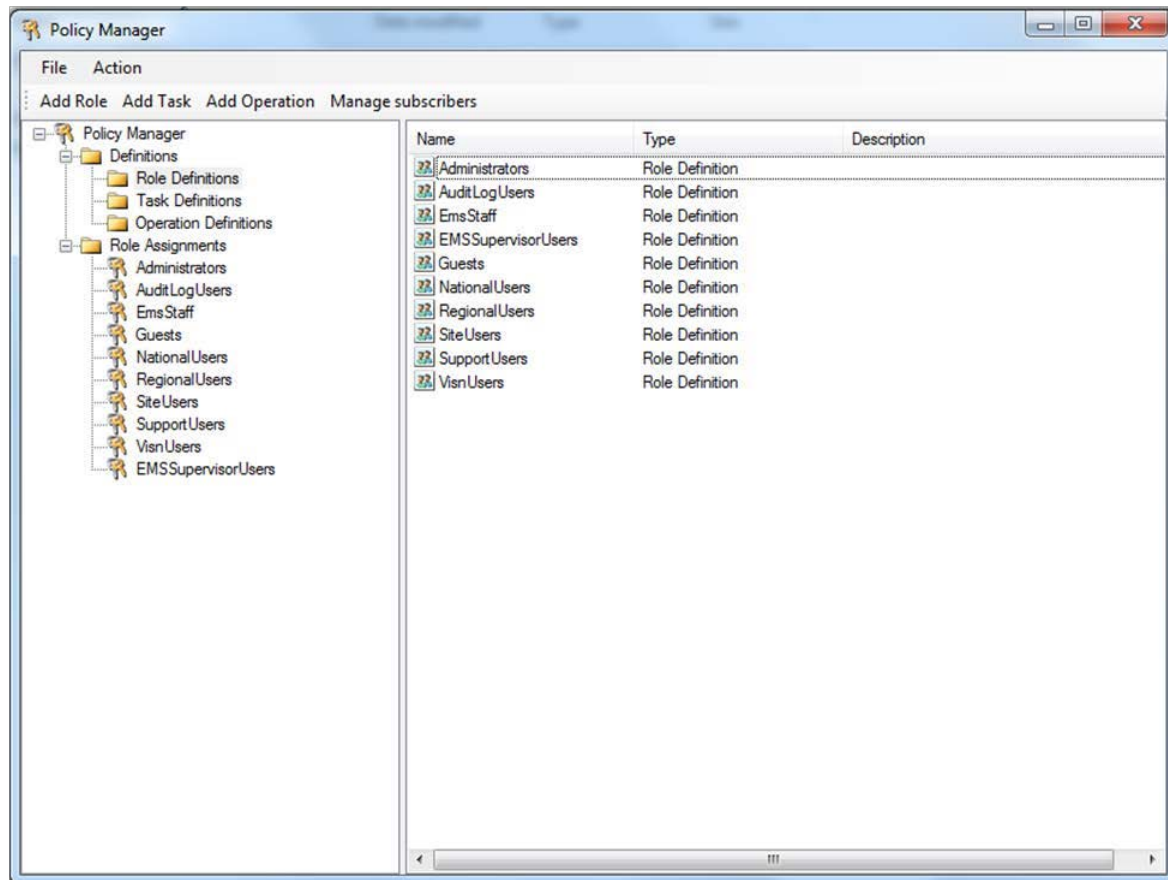 Policy Manager
File Action
Add Role Add Task Add Operation Manage subscribers
Policy Manager
Definitions
Role Definitions
Task Definitions
Operation Definitions
Role Assignments
Administrators
AuditLogUsers
EmsStaff
Guests
NationalUsers
RegionalUsers
SiteUsers
SupportUsers
VisnUsers
EMSSupervisorUsers
Name Type Description
Administrators Role Definition
AuditLogUsers Role Definition
EmsStaff Role Definition
EMSSupervisorUsers Role Definition
Guests Role Definition
NationalUsers Role Definition
RegionalUsers Role Definition
SiteUsers Role Definition
SupportUsers Role Definition
VisnUsers Role Definition